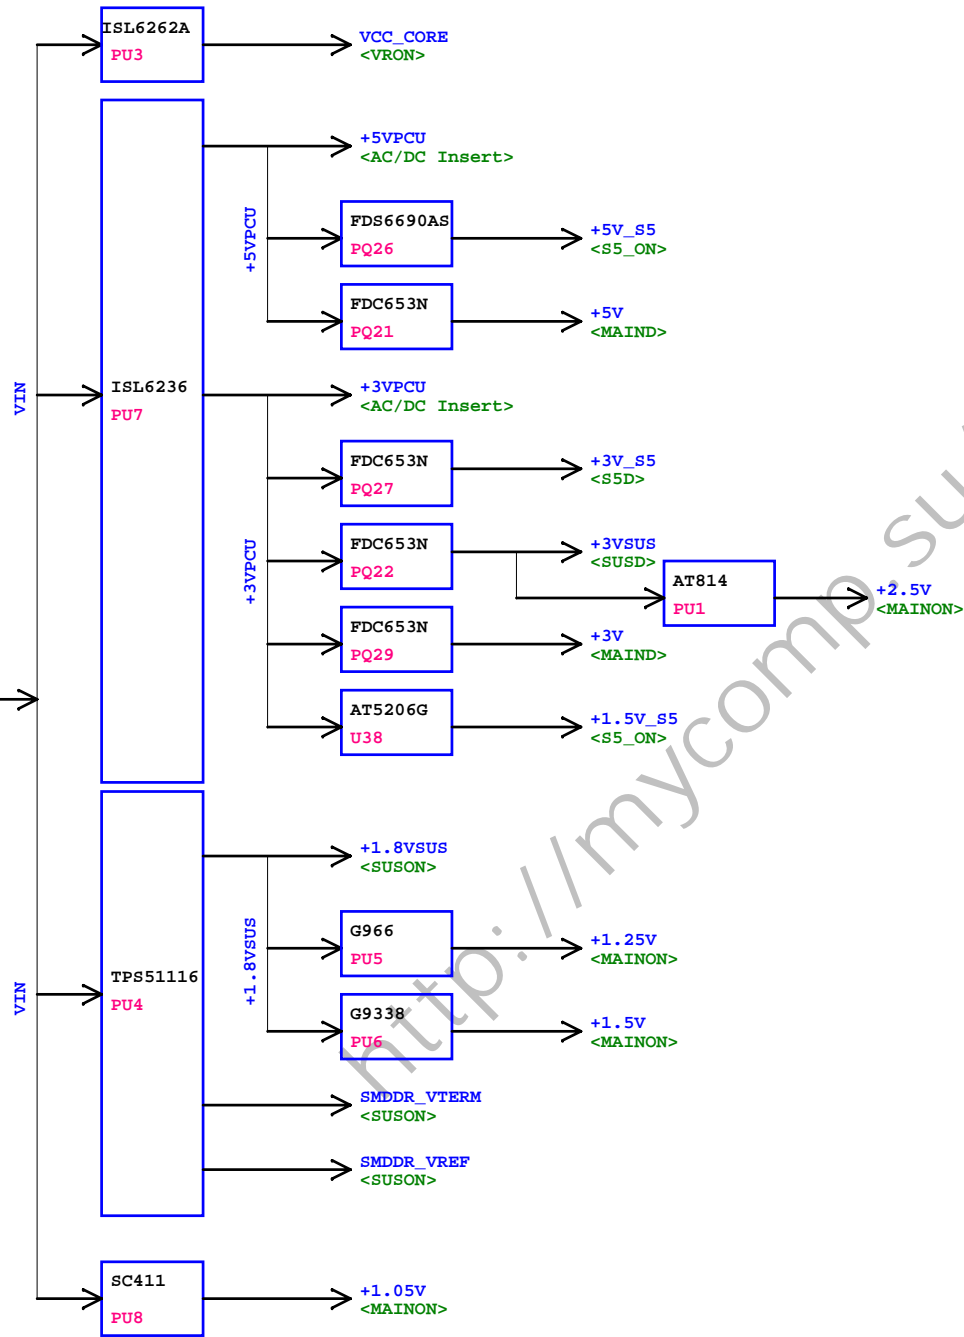 ISL6262A
PU3
VCC_CORE
<VRON>
+5VPCU
<AC/DC Insert>
+5VPCU
FDS6690AS
PQ26
+5V_S5
<S5_ON>
FDC653N
PQ21
+5V
<MAIND>
VIN
ISL6236
PU7
+3VPCU
<AC/DC Insert>
+3VPCU
FDC653N
PQ27
+3V_S5
<S5D>
FDC653N
PQ22
+3VSUS
<SUSD>
AT814
PU1
+2.5V
<MAINON>
FDC653N
PQ29
+3V
<MAIND>
AT5206G
U38
+1.5V_S5
<S5_ON>
+1.8VSUS
<SUSON>
+1.8VSUS
G966
PU5
+1.25V
<MAINON>
VIN
TPS51116
PU4
G9338
PU6
+1.5V
<MAINON>
SMDDR_VTERM
<SUSON>
SMDDR_VREF
<SUSON>
SC411
PU8
+1.05V
<MAINON>
http://mycomp.su